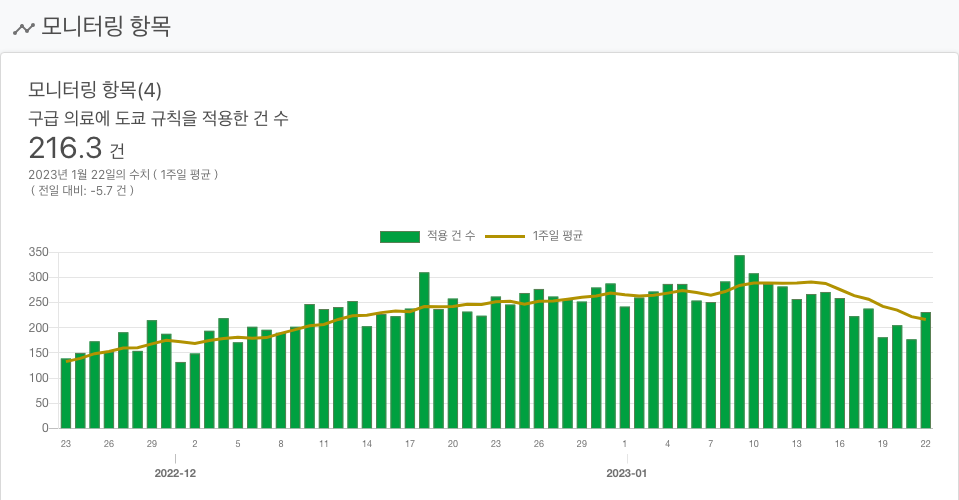 모니터링 항목
모니터링 항목(4)
구급 의료에 도쿄 규칙을 적용한 건 수
216.3 건
2023년 1월 22일의 수치 ( 1주일 평균 )
( 전일 대비: -5.7 건 )
적용 건 수 1주일 평균
350
300
250
200
150
100
50
0
23 26 29 2 5 8 11 14 17 20 23 26 29 1 4 7 10 13 16 19 22
2022-12 2023-01